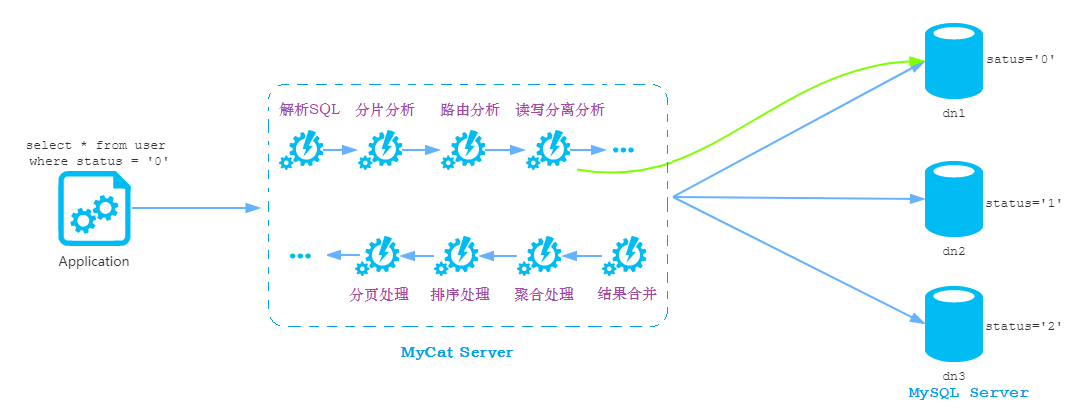 select * from user
where status = '0'
Application
解析SQL 分片分析 路由分析 读写分离分析
...
...
分页处理 排序处理 聚合处理 结果合并
MyCat Server
satus='0'
dn1
status='1'
dn2
status='2'
dn3
MySQL Server